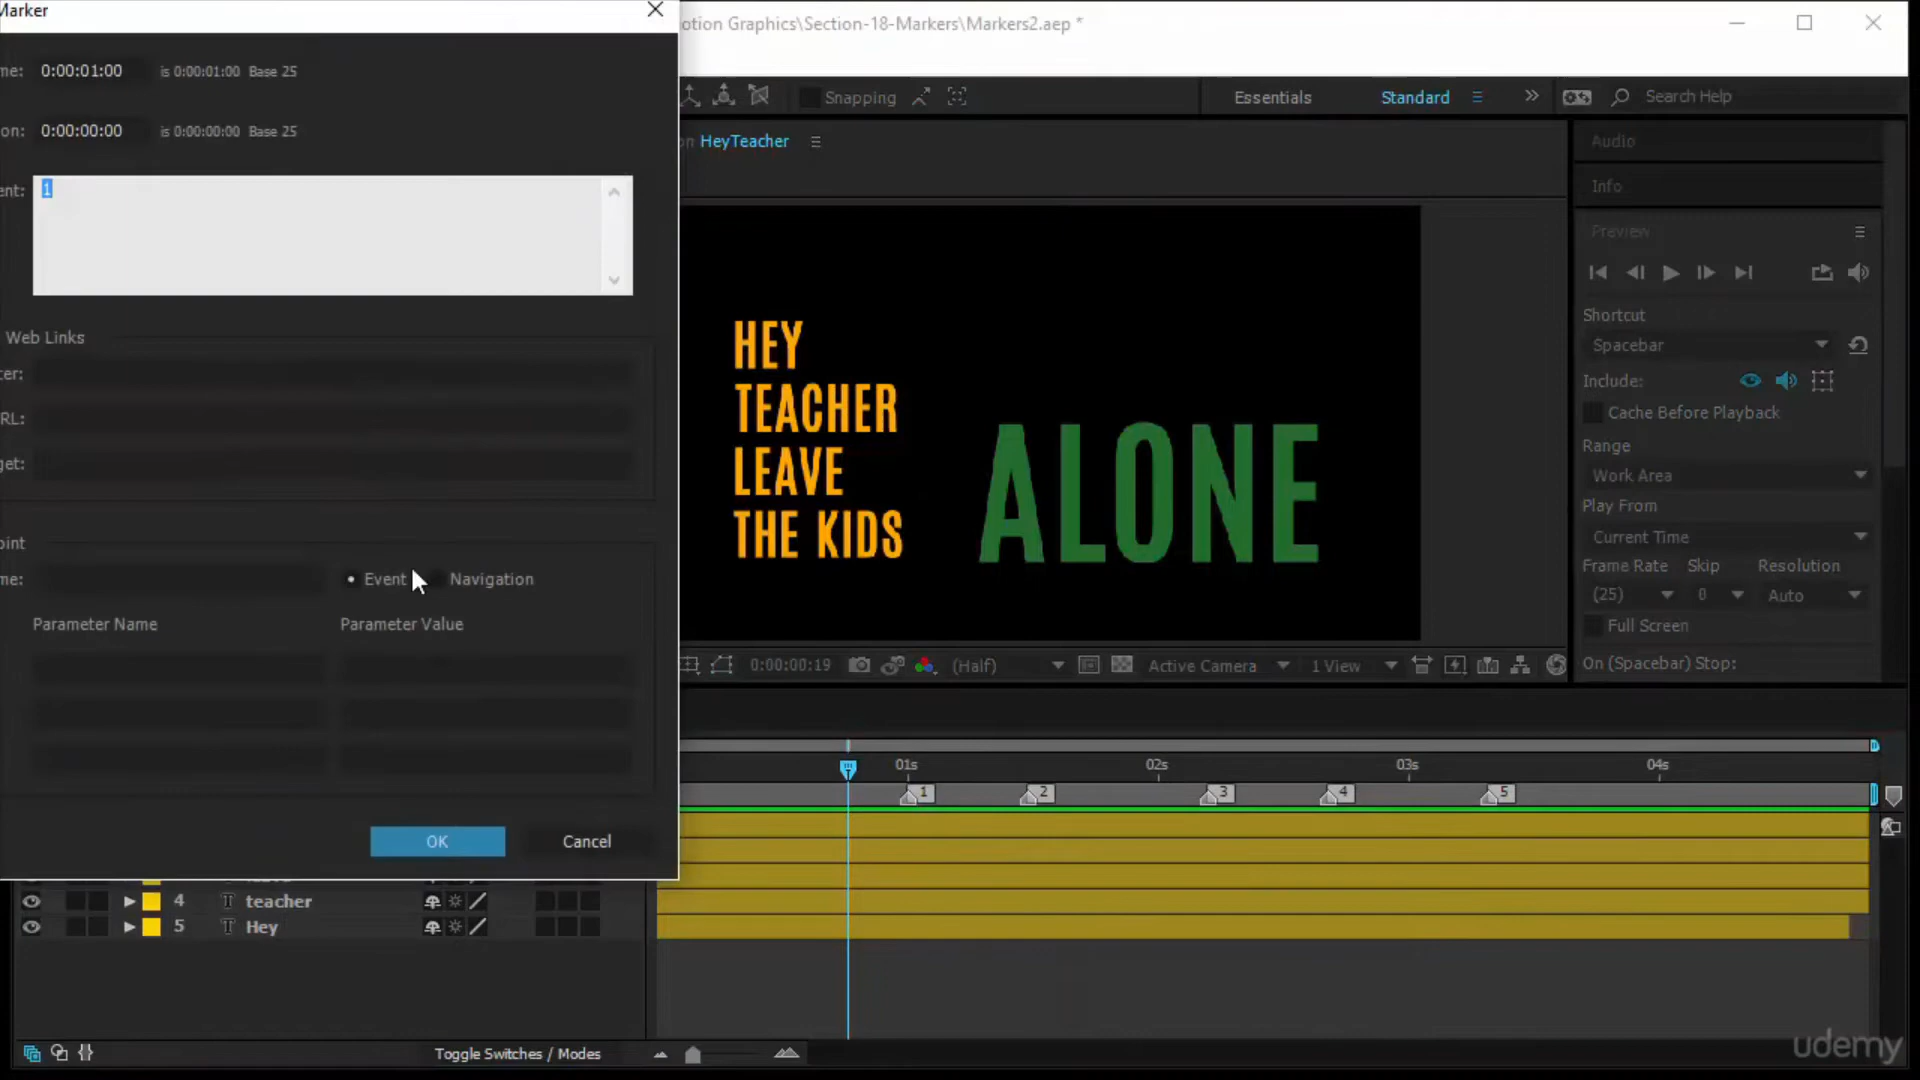 Marker
otion Graphics\Section-18-Markers\Markers2.aep *
me: 0:00:01:00 is 0:00:01:00 Base 25
on: 0:00:00:00 is 0:00:00:00 Base 25
ent: 1
Web Links
ter:
RL:
get:
oint
me: Event Navigation
Parameter Name Parameter Value
OK Cancel
Snapping Essentials Standard Search Help
n HeyTeacher
HEY
TEACHER
LEAVE
THE KIDS
ALONE
0:00:00:19 (Half) Active Camera 1 View
Audio
Info
Preview
Shortcut
Spacebar
Include:
Cache Before Playback
Range
Work Area
Play From
Current Time
Frame Rate Skip Resolution
(25) 0 Auto
Full Screen
On (Spacebar) Stop:
01s 02s 03s 04s
1 2 3 4 5
4 T teacher
5 T Hey
Toggle Switches / Modes
udemy